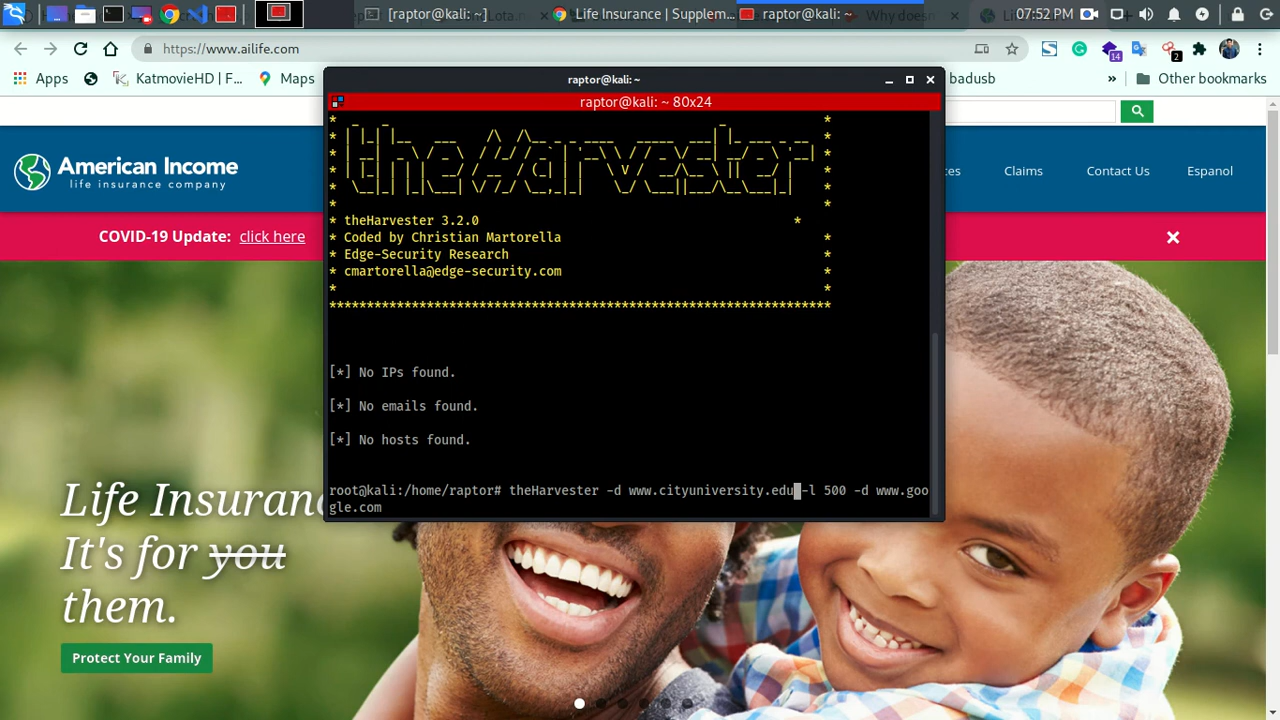 [raptor@kali: ~]
Life Insurance | Supplem...
raptor@kali: ~
07:52 PM
https://www.ailife.com
14
2
Apps
KatmovieHD | F...
Maps
badusb
»
Other bookmarks
raptor@kali: ~
raptor@kali: ~ 80x24
American Income
life insurance company
Claims
Contact Us
Espanol
COVID-19 Update: click here
* theHarvester 3.2.0 *
* Coded by Christian Martorella *
* Edge-Security Research *
* cmartorella@edge-security.com *
* *
*******************************************************************
[*] No IPs found.
[*] No emails found.
[*] No hosts found.
root@kali:/home/raptor# theHarvester -d www.cityuniversity.edu -l 500 -d www.goo
gle.com
Life Insuranc
It's for you
them.
Protect Your Family